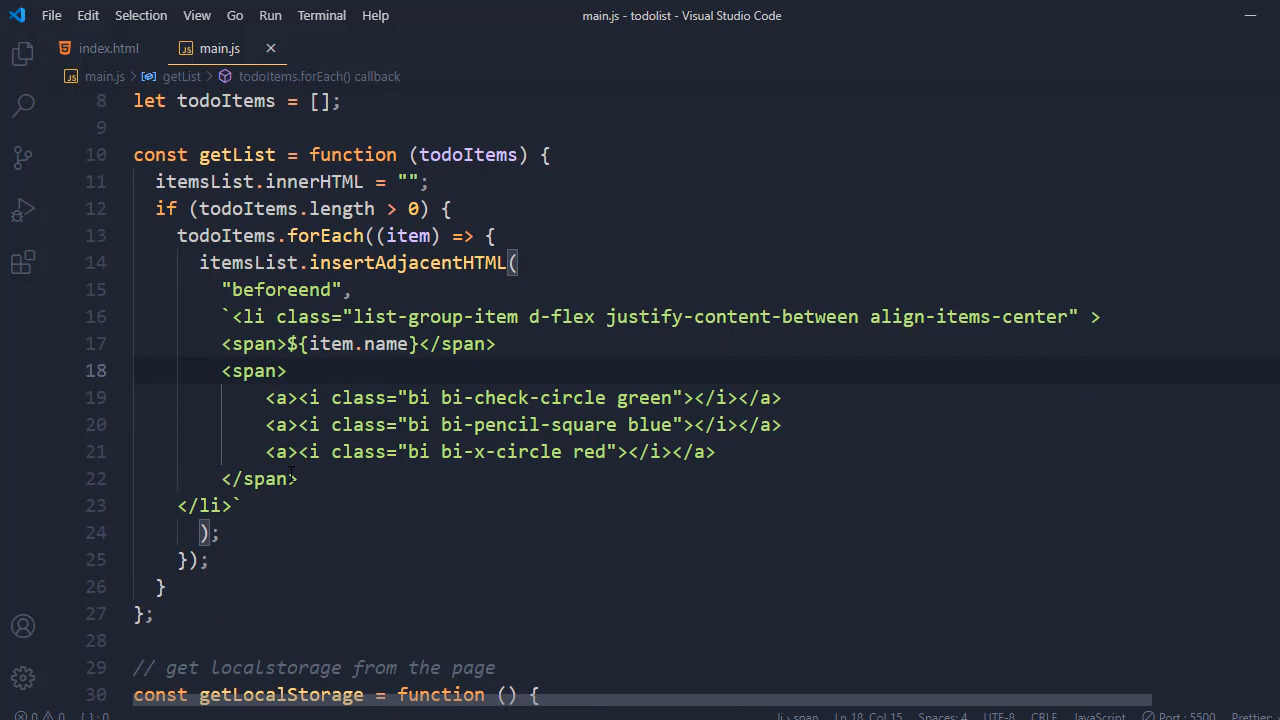 File Edit Selection View Go Run Terminal Help main.js - todolist - Visual Studio Code
index.html JS main.js
JS main.js > getList > todoItems.forEach() callback
8 let todoItems = [];
9
10 const getList = function (todoItems) {
11 itemsList.innerHTML = "";
12 if (todoItems.length > 0) {
13 todoItems.forEach((item) => {
14 itemsList.insertAdjacentHTML(
15 "beforeend",
16 `<li class="list-group-item d-flex justify-content-between align-items-center" >
17 <span>${item.name}</span>
18 <span>
19 <a><i class="bi bi-check-circle green"></i></a>
20 <a><i class="bi bi-pencil-square blue"></i></a>
21 <a><i class="bi bi-x-circle red"></i></a>
22 </span>
23 </li>`
24 );
25 });
26 }
27 };
28
29 // get localstorage from the page
30 const getLocalStorage = function () {
0 0 {..}: 0 li > span Ln 18, Col 15 Spaces: 4 UTF-8 CRLF JavaScript Port : 5500 Prettier